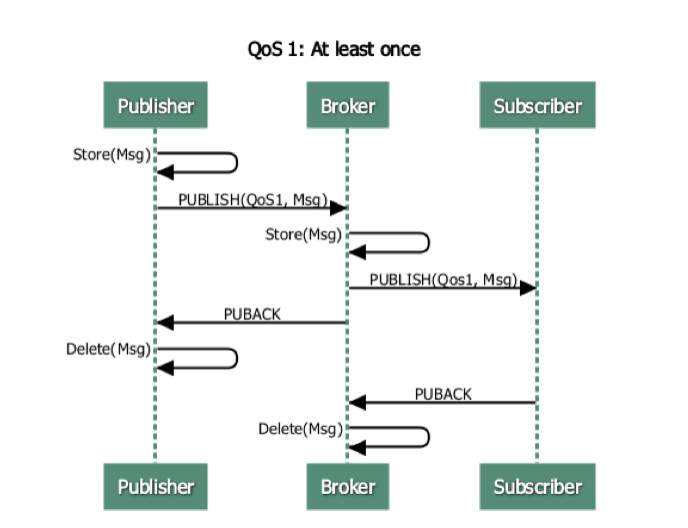 QoS 1: At least once
Publisher
Broker
Subscriber
Store(Msg)
PUBLISH(QoS1, Msg)
Store(Msg)
PUBLISH(Qos1, Msg)
PUBACK
Delete(Msg)
PUBACK
Delete(Msg)
Publisher
Broker
Subscriber